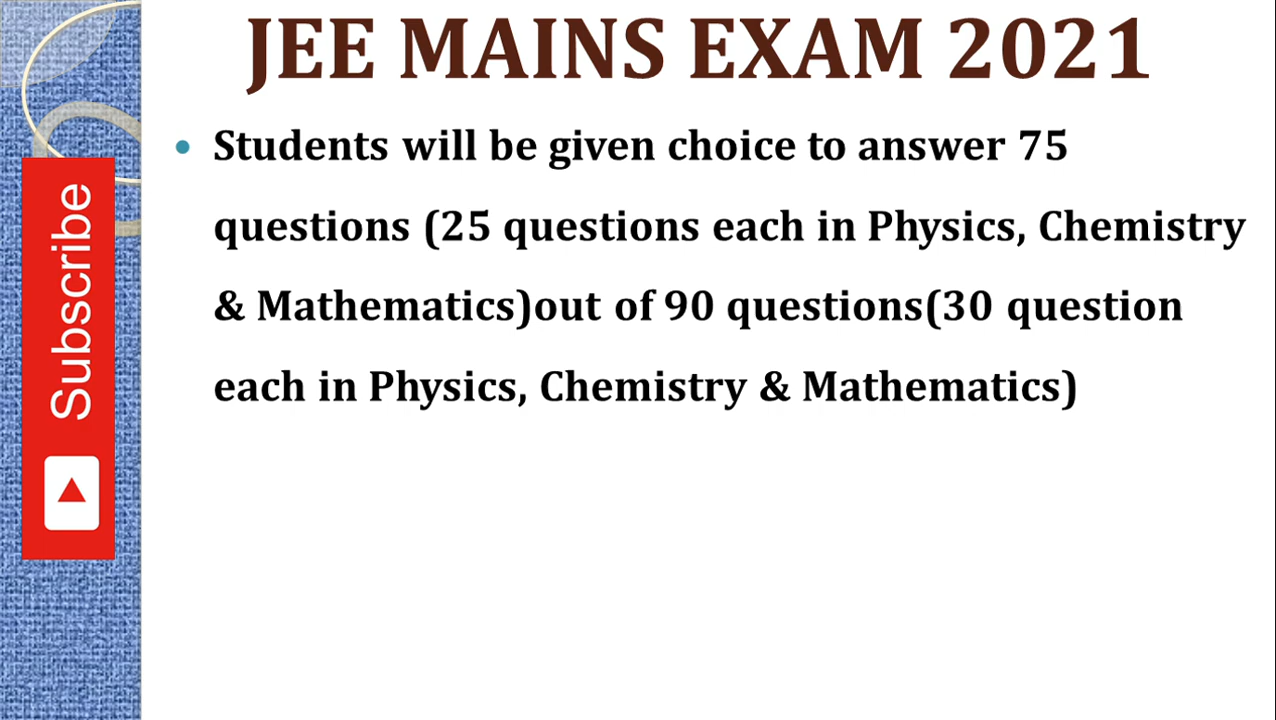 JEE MAINS EXAM 2021
• Students will be given choice to answer 75
questions (25 questions each in Physics, Chemistry
& Mathematics)out of 90 questions(30 question
each in Physics, Chemistry & Mathematics)
Subscribe